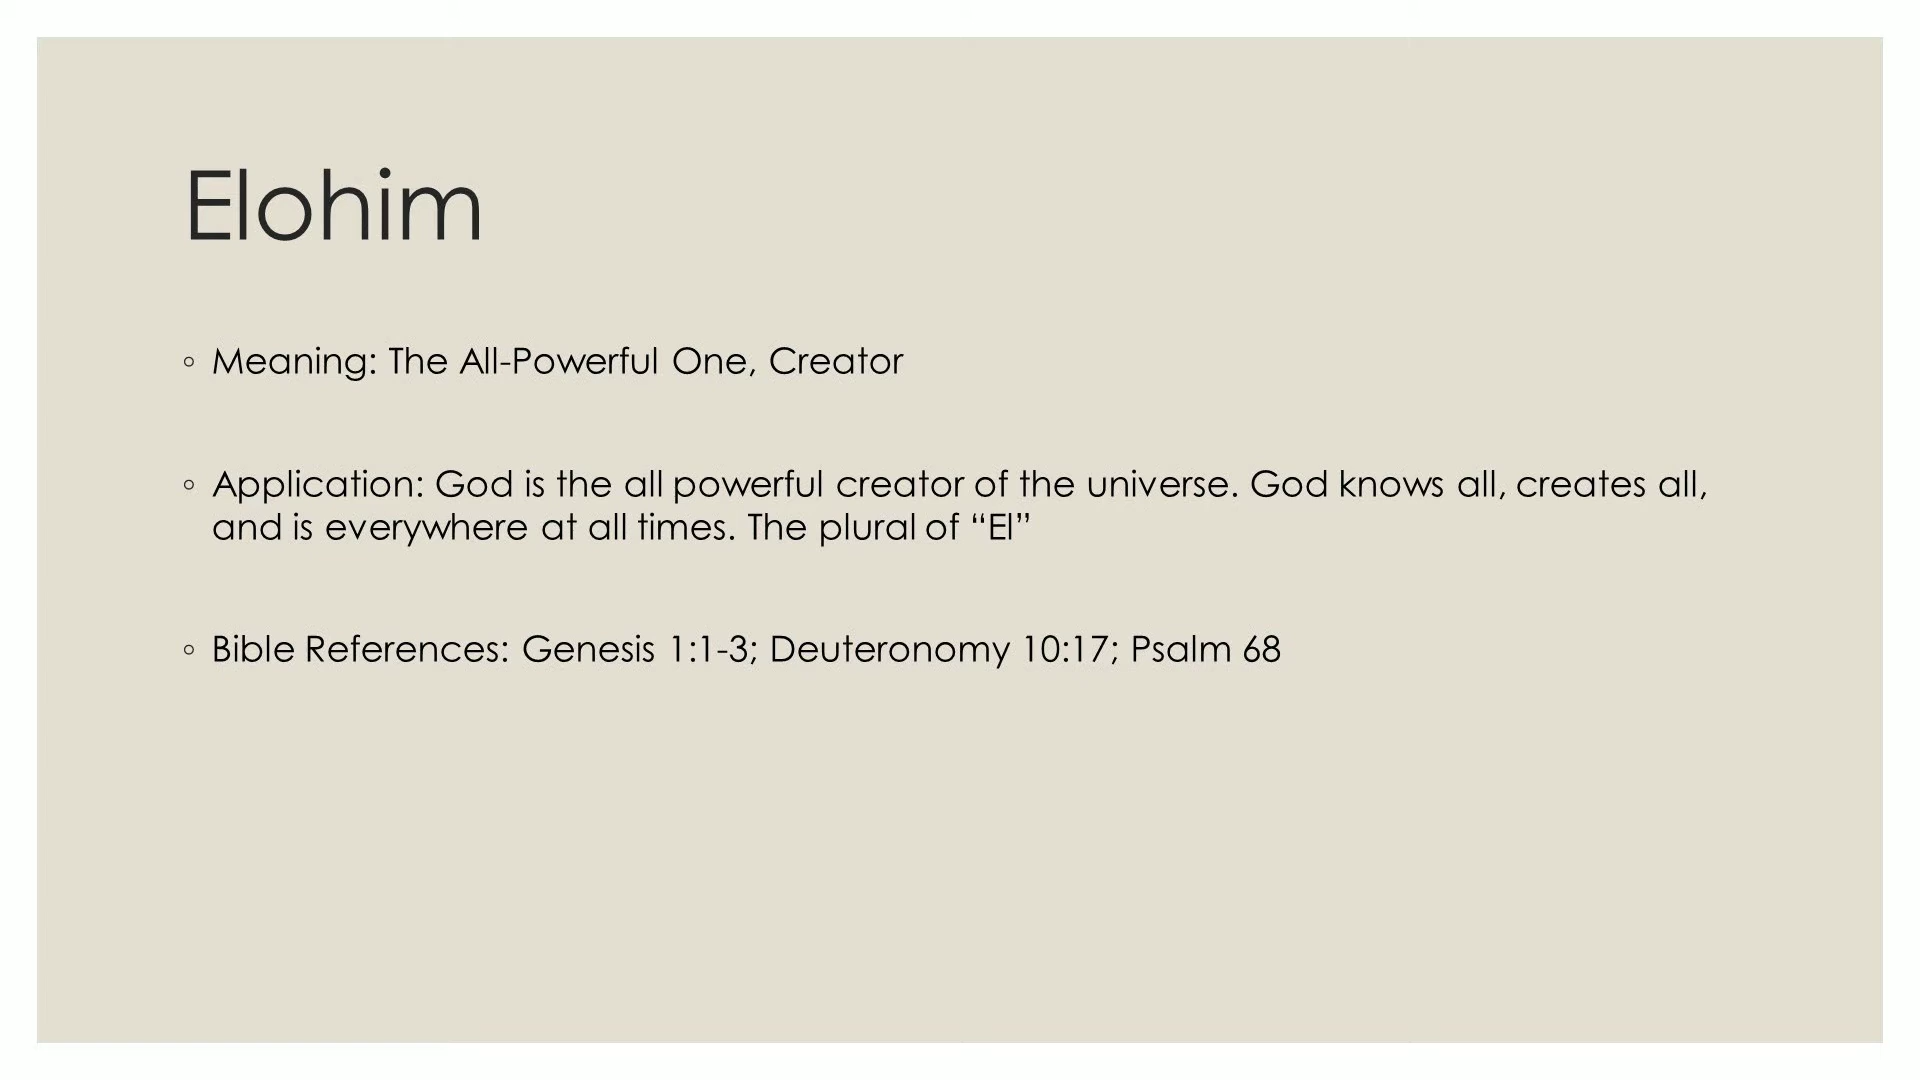 Elohim
◦ Meaning: The All-Powerful One, Creator
◦ Application: God is the all powerful creator of the universe. God knows all, creates all,
and is everywhere at all times. The plural of “El”
◦ Bible References: Genesis 1:1-3; Deuteronomy 10:17; Psalm 68